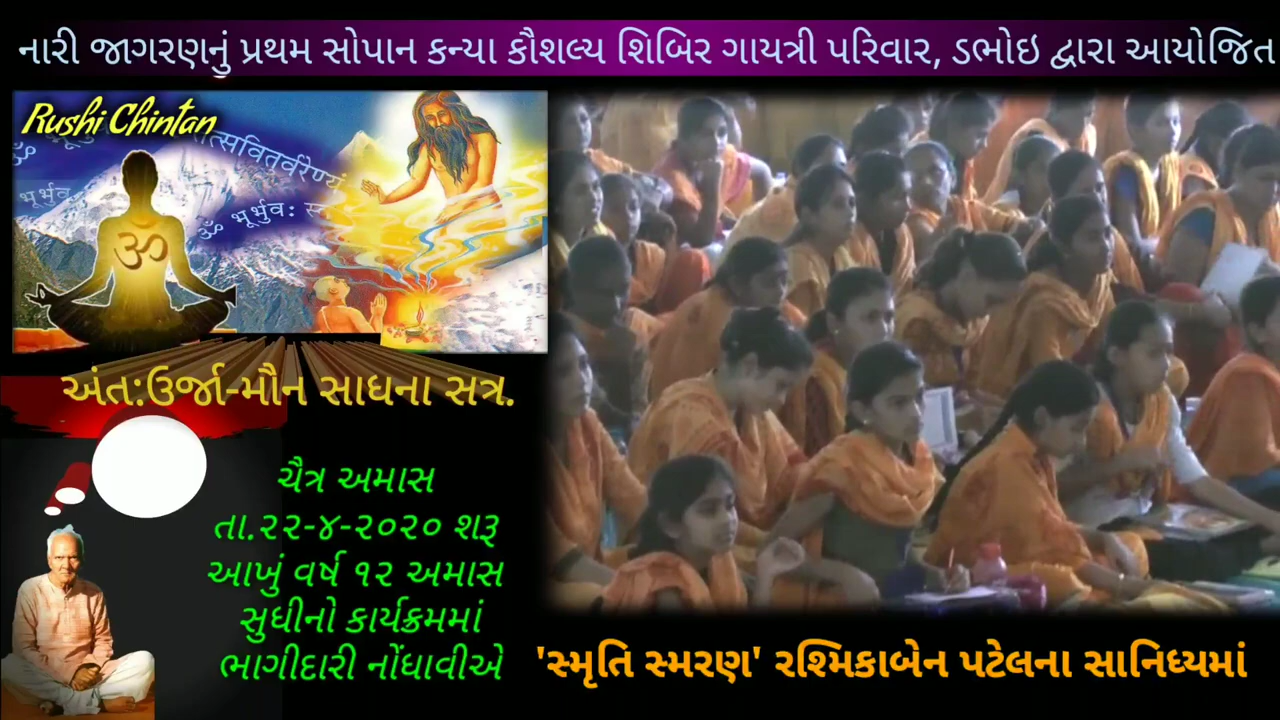 નારી જાગરણનું પ્રથમ સોપાન કન્યા કૌશલ્ય શિબિર ગાયત્રી પરિવાર, ડભોઇ દ્વારા આયોજિત
Rushi Chintan
ત્સવિતુર્વરેણ્યં
ॐ भूर्भुवः
ॐ
અંત:ઉર્જા-મૌન સાધના સત્ર.
ચૈત્ર અમાસ
તા.૨૨-૪-૨૦૨૦ શરૂ
આખું વર્ષ ૧૨ અમાસ
સુધીનો કાર્યક્રમમાં
ભાગીદારી નોંધાવીએ
'સ્મૃતિ સ્મરણ' રશ્મિકાબેન પટેલના સાનિધ્યમાં